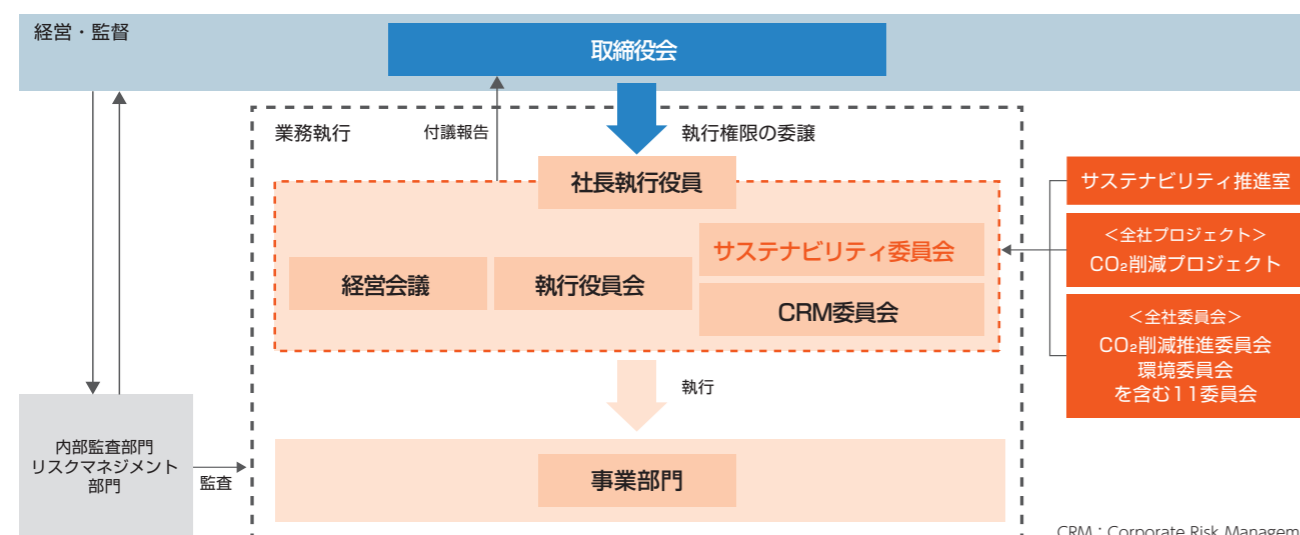 経営・監督
取締役会
業務執行
付議報告
執行権限の委譲
社長執行役員
サステナビリティ推進室
<全社プロジェクト>
CO₂削減プロジェクト
サステナビリティ委員会
経営会議
執行役員会
CRM委員会
<全社委員会>
CO₂削減推進委員会
環境委員会
を含む11委員会
執行
内部監査部門
リスクマネジメント
部門
監査
事業部門
CRM:Corporate Risk